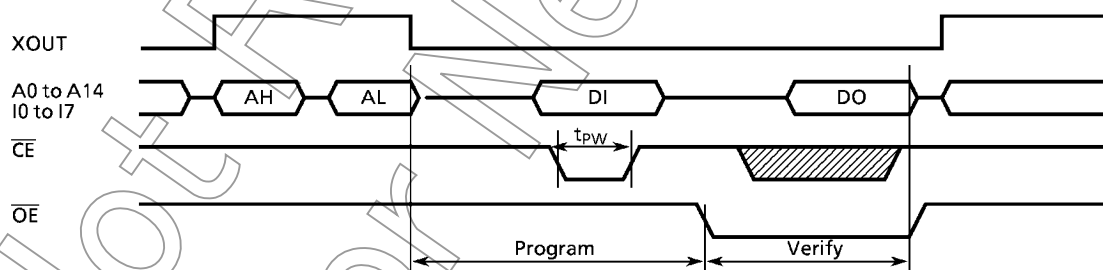 XOUT
A0 to A14
I0 to I7
AH AL DI DO
CE
tPW
OE
Program Verify